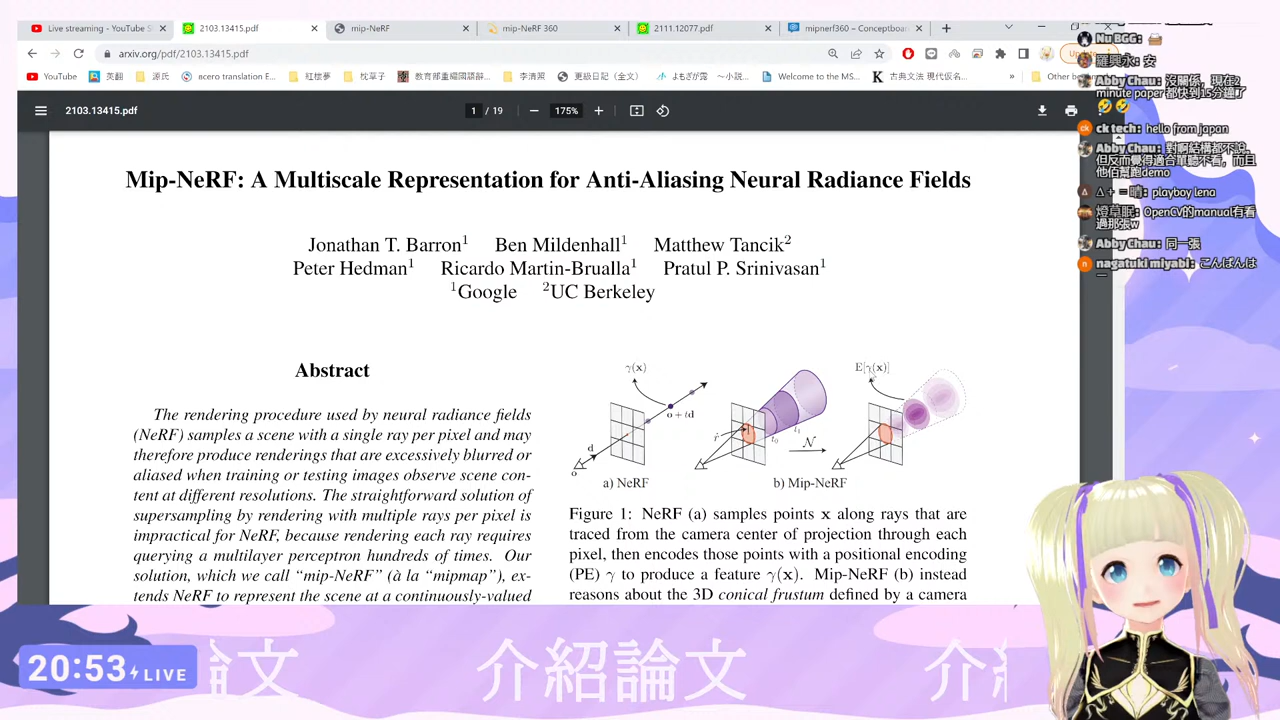 Live streaming - YouTube S
2103.13415.pdf
mip-NeRF
mip-NeRF 360
2111.12077.pdf
mipnerf360 – Conceptboa
arxiv.org/pdf/2103.13415.pdf
YouTube
英翻
源氏
всего translation E
紅樓夢
枕草子
李清照
更級日記(全文)
よもぎが露 ～小説...
Welcome to the MS...
古典文法 現代仮名...
»
Other be
2103.13415.pdf
1 / 19
175%
Mip-NeRF: A Multiscale Representation for Anti-Aliasing Neural Radiance Fields
Jonathan T. Barron¹ Ben Mildenhall¹ Matthew Tancik²
Peter Hedman¹ Ricardo Martin-Brualla¹ Pratul P. Srinivasan¹
¹Google ²UC Berkeley
Abstract
The rendering procedure used by neural radiance fields
(NeRF) samples a scene with a single ray per pixel and may
therefore produce renderings that are excessively blurred or
aliased when training or testing images observe scene con-
tent at different resolutions. The straightforward solution of
supersampling by rendering with multiple rays per pixel is
impractical for NeRF, because rendering each ray requires
querying a multilayer perceptron hundreds of times. Our
solution, which we call “mip-NeRF” (à la “mipmap”), ex-
tends NeRF to represent the scene at a continuously-valued
γ(x)
o + td
d
o
a) NeRF
ṙ
t₀
t₁
N
E[γ(x)]
b) Mip-NeRF
Figure 1: NeRF (a) samples points x along rays that are
traced from the camera center of projection through each
pixel, then encodes those points with a positional encoding
(PE) γ to produce a feature γ(x). Mip-NeRF (b) instead
reasons about the 3D conical frustum defined by a camera
Nu BGG:
羅興永: 安
Abby Chau: 沒關係，現在2
minute paper都快到15分鐘了
ck tech: hello from japan
Abby Chau: 對啊結構都不說，
但反而覺得適合單聽不看，而且
他佰幫跑demo
Δ + = 晴: playboy lena
燈草眠: OpenCV的manual有看
過那張w
Abby Chau: 同一張
nagatuki miyabi: こんばんは
ー
20:53 LIVE
論文
介紹論文
介紹